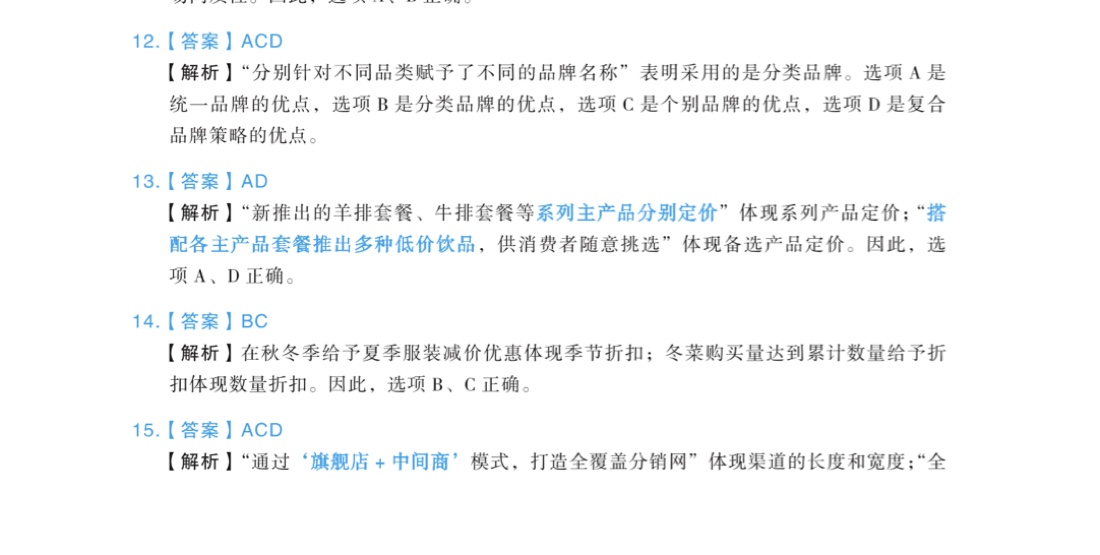 12.【答案】ACD
【解析】“分别针对不同品类赋予了不同的品牌名称”表明采用的是分类品牌。选项 A 是
统一品牌的优点，选项 B 是分类品牌的优点，选项 C 是个别品牌的优点，选项 D 是复合
品牌策略的优点。
13.【答案】AD
【解析】“新推出的羊排套餐、牛排套餐等系列主产品分别定价”体现系列产品定价；“搭
配各主产品套餐推出多种低价饮品，供消费者随意挑选”体现备选产品定价。因此，选
项 A、D 正确。
14.【答案】BC
【解析】在秋冬季给予夏季服装减价优惠体现季节折扣；冬菜购买量达到累计数量给予折
扣体现数量折扣。因此，选项 B、C 正确。
15.【答案】ACD
【解析】“通过‘旗舰店 + 中间商’模式，打造全覆盖分销网”体现渠道的长度和宽度；“全